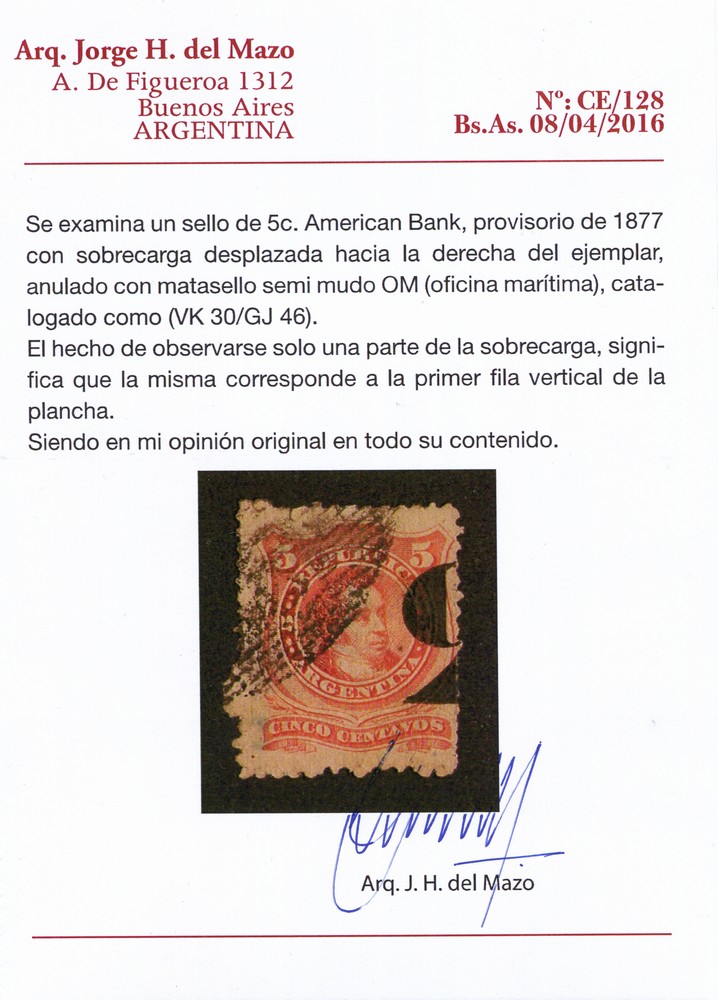 Arq. Jorge H. del Mazo
A. De Figueroa 1312
Buenos Aires
ARGENTINA
Nº: CE/128
Bs.As. 08/04/2016
Se examina un sello de 5c. American Bank, provisorio de 1877
con sobrecarga desplazada hacia la derecha del ejemplar,
anulado con matasello semi mudo OM (oficina marítima), cata-
logado como (VK 30/GJ 46).
El hecho de observarse solo una parte de la sobrecarga, signi-
fica que la misma corresponde a la primer fila vertical de la
plancha.
Siendo en mi opinión original en todo su contenido.
5 5
REPUBLICA
ARGENTINA
CINCO CENTAVOS
Arq. J. H. del Mazo